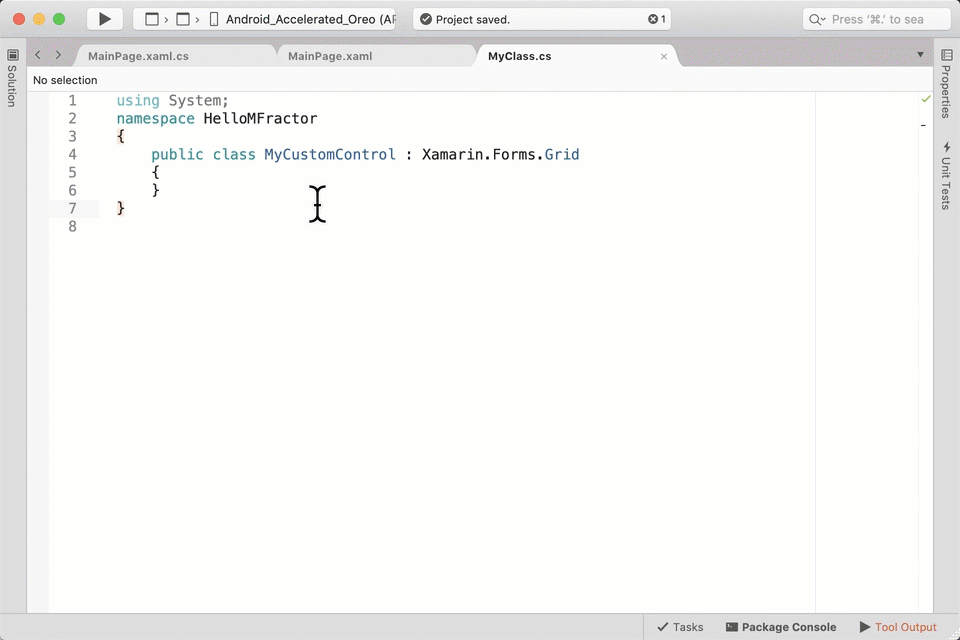 Android_Accelerated_Oreo (AP
Project saved.
1
Press ‘⌘.’ to sea
MainPage.xaml.cs
MainPage.xaml
MyClass.cs
No selection
Solution
Properties
Unit Tests
1 using System;
2 namespace HelloMFractor
3 {
4 public class MyCustomControl : Xamarin.Forms.Grid
5 {
6 }
7 }
8
Tasks
Package Console
Tool Output